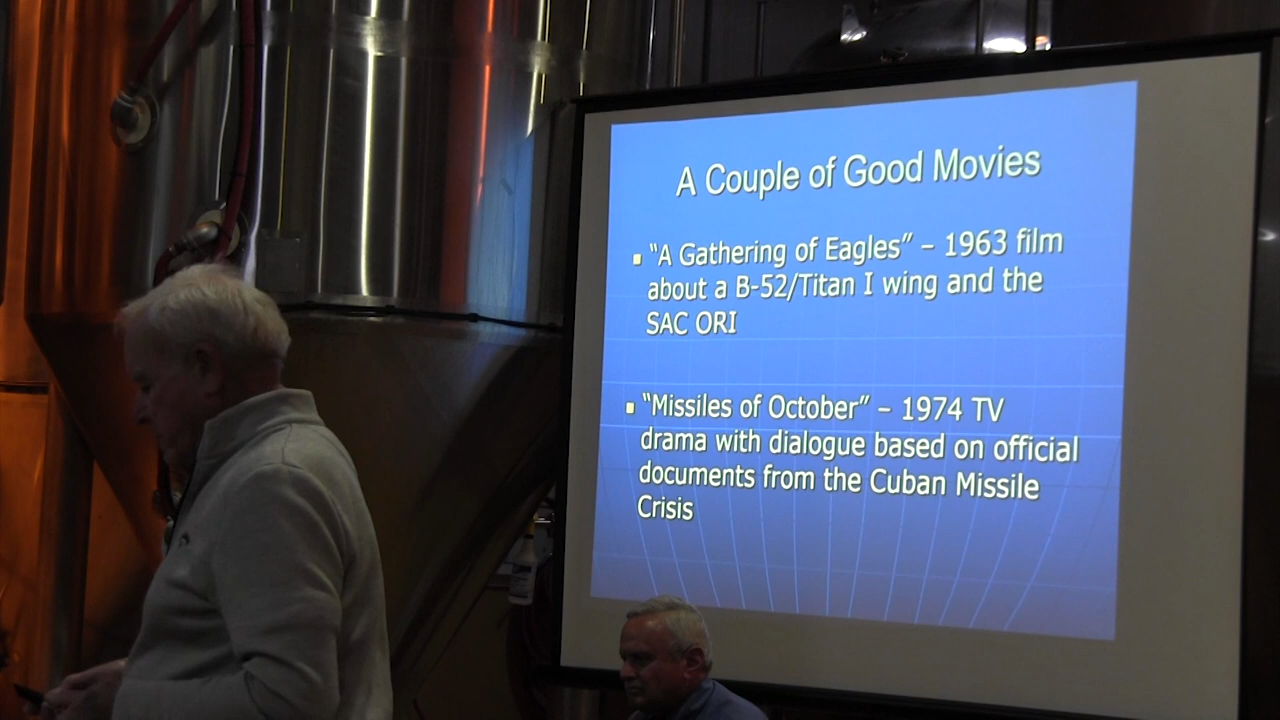 A Couple of Good Movies
▪ “A Gathering of Eagles” – 1963 film
about a B-52/Titan I wing and the
SAC ORI
▪ “Missiles of October” – 1974 TV
drama with dialogue based on official
documents from the Cuban Missile
Crisis